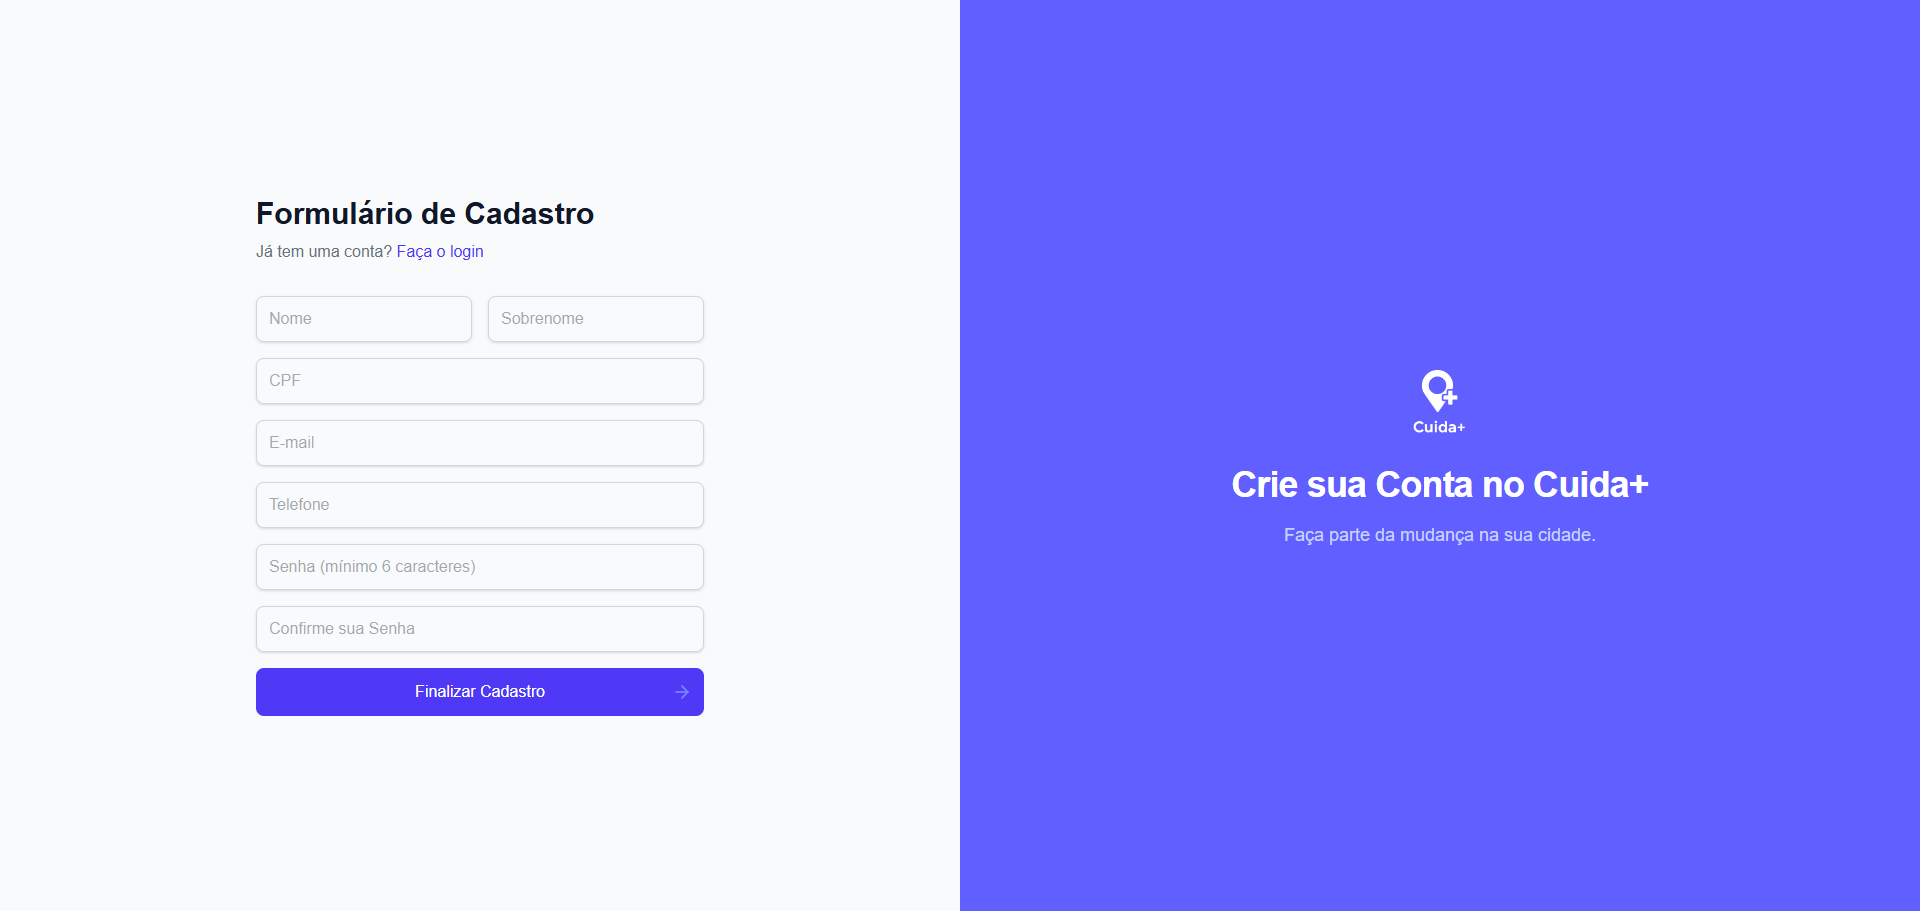 Formulário de Cadastro
Já tem uma conta? Faça o login
Nome
Sobrenome
CPF
E-mail
Telefone
Senha (mínimo 6 caracteres)
Confirme sua Senha
Finalizar Cadastro
Cuida+
Crie sua Conta no Cuida+
Faça parte da mudança na sua cidade.